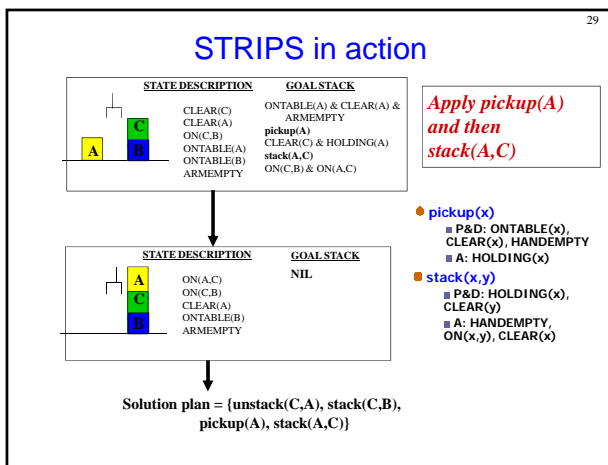 29
STRIPS in action
STATE DESCRIPTION
CLEAR(C)
CLEAR(A)
ON(C,B)
ONTABLE(A)
ONTABLE(B)
ARMEMPTY
GOAL STACK
ONTABLE(A) & CLEAR(A) &
ARMEMPTY
pickup(A)
CLEAR(C) & HOLDING(A)
stack(A,C)
ON(C,B) & ON(A,C)
C
A
B
Apply pickup(A)
and then
stack(A,C)
pickup(x)
P&D: ONTABLE(x),
CLEAR(x), HANDEMPTY
A: HOLDING(x)
stack(x,y)
P&D: HOLDING(x),
CLEAR(y)
A: HANDEMPTY,
ON(x,y), CLEAR(x)
STATE DESCRIPTION
ON(A,C)
ON(C,B)
CLEAR(A)
ONTABLE(B)
ARMEMPTY
GOAL STACK
NIL
A
C
B
Solution plan = {unstack(C,A), stack(C,B),
pickup(A), stack(A,C)}